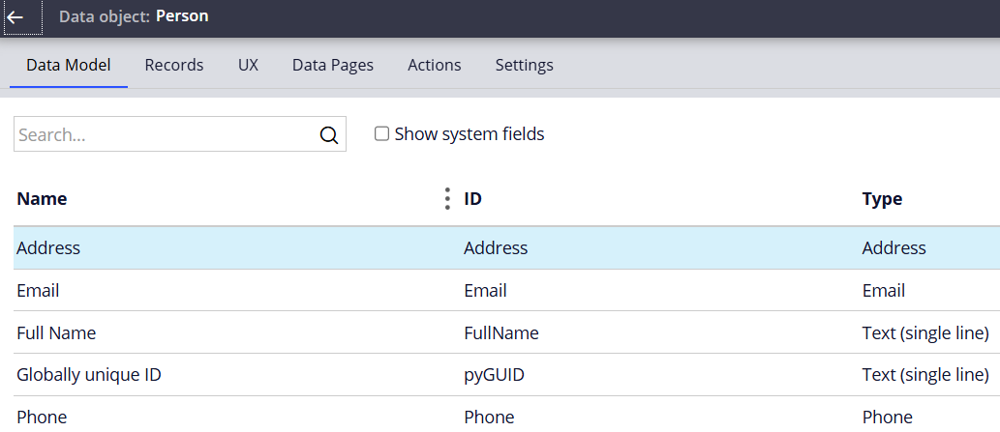 Data object: Person
Data Model Records UX Data Pages Actions Settings
Search... Show system fields
Name ID Type
Address Address Address
Email Email Email
Full Name FullName Text (single line)
Globally unique ID pyGUID Text (single line)
Phone Phone Phone